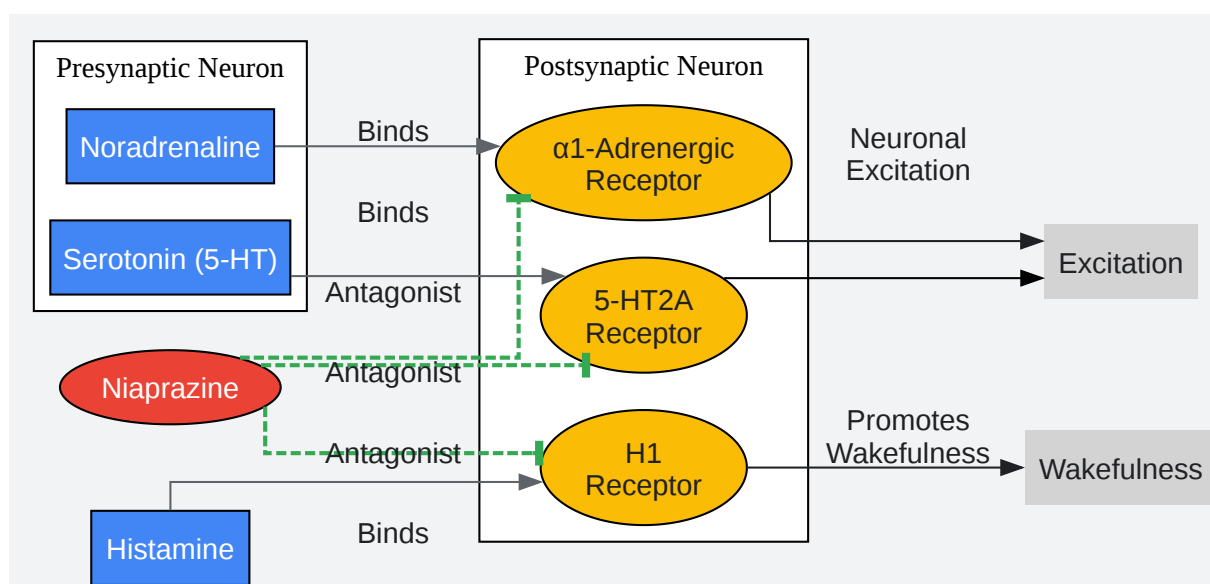 Presynaptic Neuron
Postsynaptic Neuron
Noradrenaline
Binds
α1-Adrenergic
Receptor
Neuronal
Excitation
Binds
Serotonin (5-HT)
Antagonist
5-HT2A
Receptor
Excitation
Niaprazine
Antagonist
Antagonist
H1
Receptor
Promotes
Wakefulness
Wakefulness
Histamine
Binds